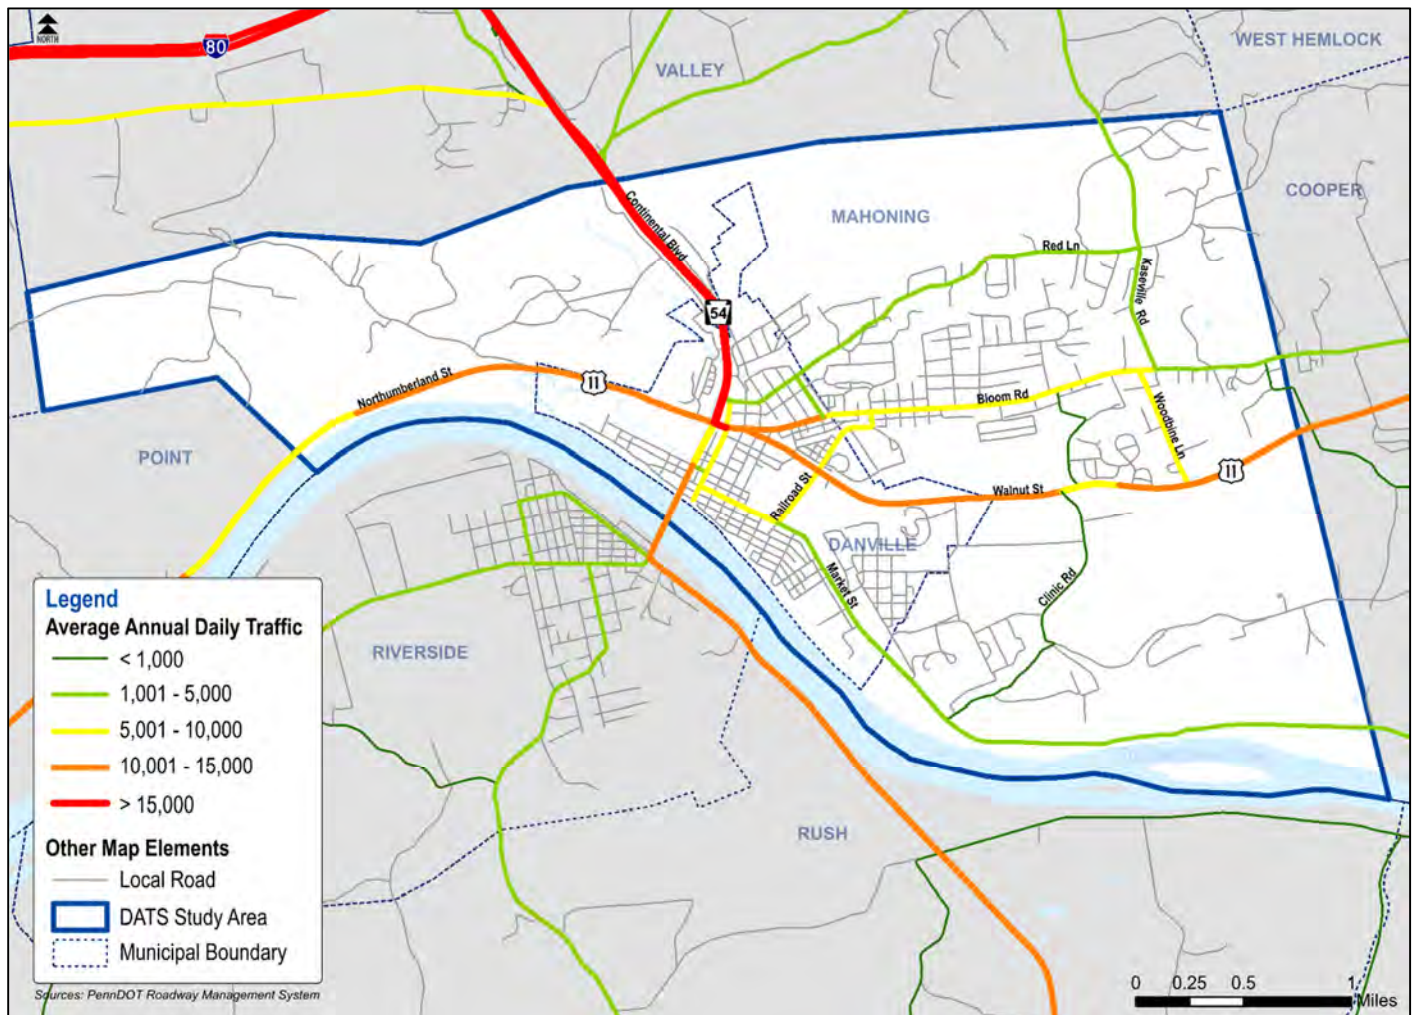 NORTH
80
VALLEY
WEST HEMLOCK
COOPER
MAHONING
Continental Blvd
Red Ln
Kaseville Rd
54
Northumberland St
11
Bloom Rd
Woodbine Ln
POINT
11
Walnut St
Railroad St
DANVILLE
Market St
Clinic Rd
RIVERSIDE
RUSH
Legend
Average Annual Daily Traffic
< 1,000
1,001 - 5,000
5,001 - 10,000
10,001 - 15,000
> 15,000
Other Map Elements
Local Road
DATS Study Area
Municipal Boundary
Sources: PennDOT Roadway Management System
0 0.25 0.5 1
Miles